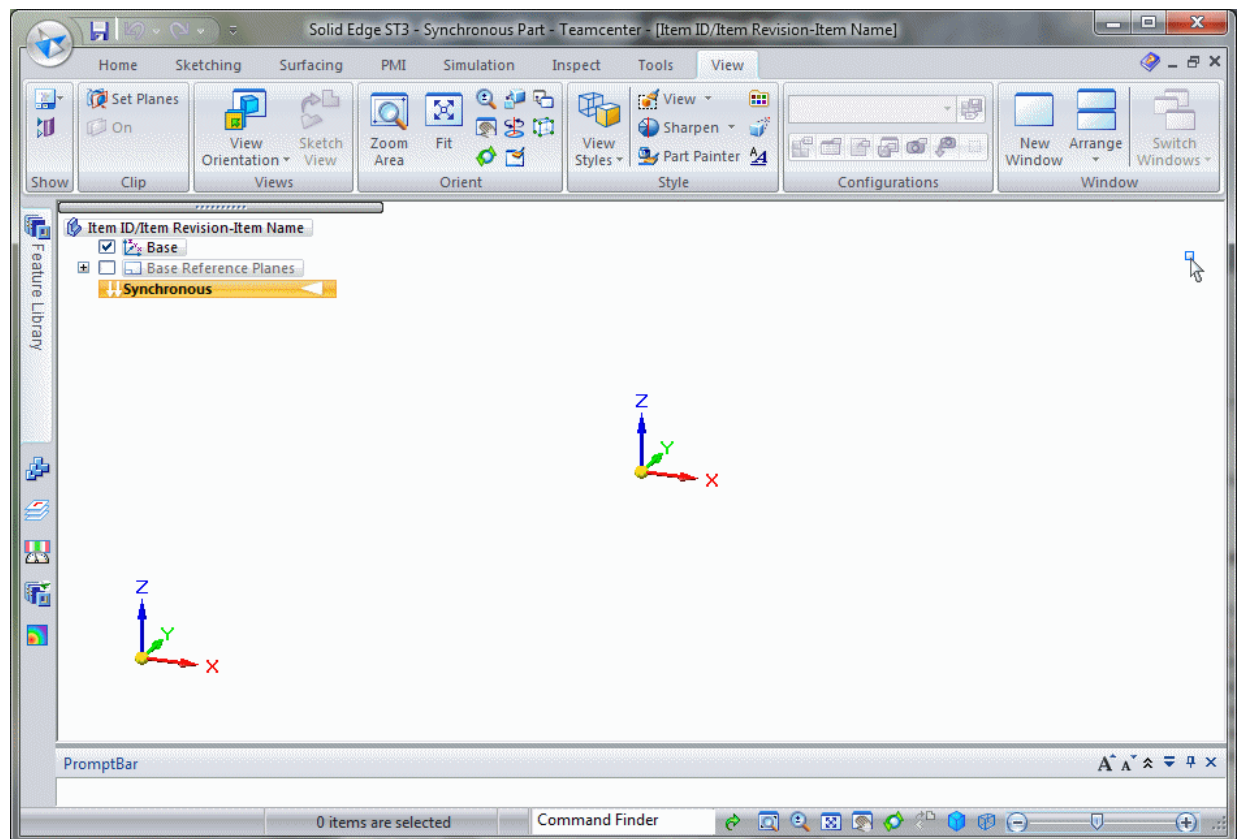 Solid Edge ST3 - Synchronous Part - Teamcenter - [Item ID/Item Revision-Item Name]
Home Sketching Surfacing PMI Simulation Inspect Tools View
Set Planes
On
View Orientation
Sketch View
Zoom Area
Fit
View Styles
View
Sharpen
Part Painter
New Window
Arrange
Switch Windows
Show Clip Views Orient Style Configurations Window
Feature Library
Item ID/Item Revision-Item Name
Base
Base Reference Planes
Synchronous
Z
Y
X
Z
Y
X
PromptBar
A A
0 items are selected
Command Finder